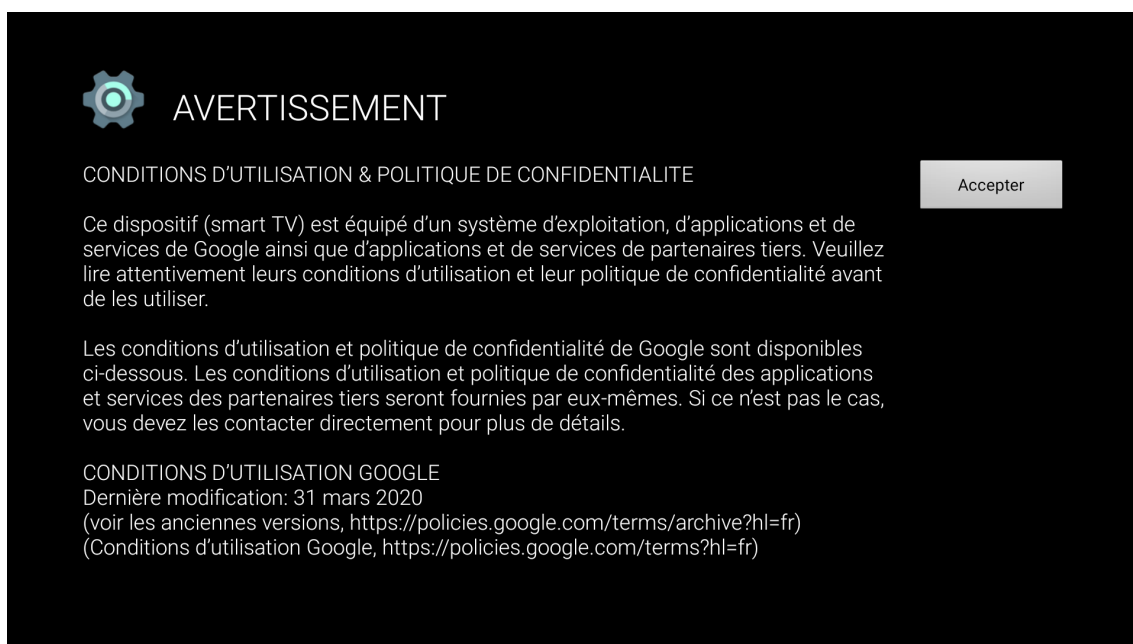 AVERTISSEMENT
CONDITIONS D’UTILISATION & POLITIQUE DE CONFIDENTIALITE
Accepter
Ce dispositif (smart TV) est équipé d’un système d’exploitation, d’applications et de
services de Google ainsi que d’applications et de services de partenaires tiers. Veuillez
lire attentivement leurs conditions d’utilisation et leur politique de confidentialité avant
de les utiliser.
Les conditions d’utilisation et politique de confidentialité de Google sont disponibles
ci-dessous. Les conditions d’utilisation et politique de confidentialité des applications
et services des partenaires tiers seront fournies par eux-mêmes. Si ce n’est pas le cas,
vous devez les contacter directement pour plus de détails.
CONDITIONS D’UTILISATION GOOGLE
Dernière modification: 31 mars 2020
(voir les anciennes versions, https://policies.google.com/terms/archive?hl=fr)
(Conditions d’utilisation Google, https://policies.google.com/terms?hl=fr)